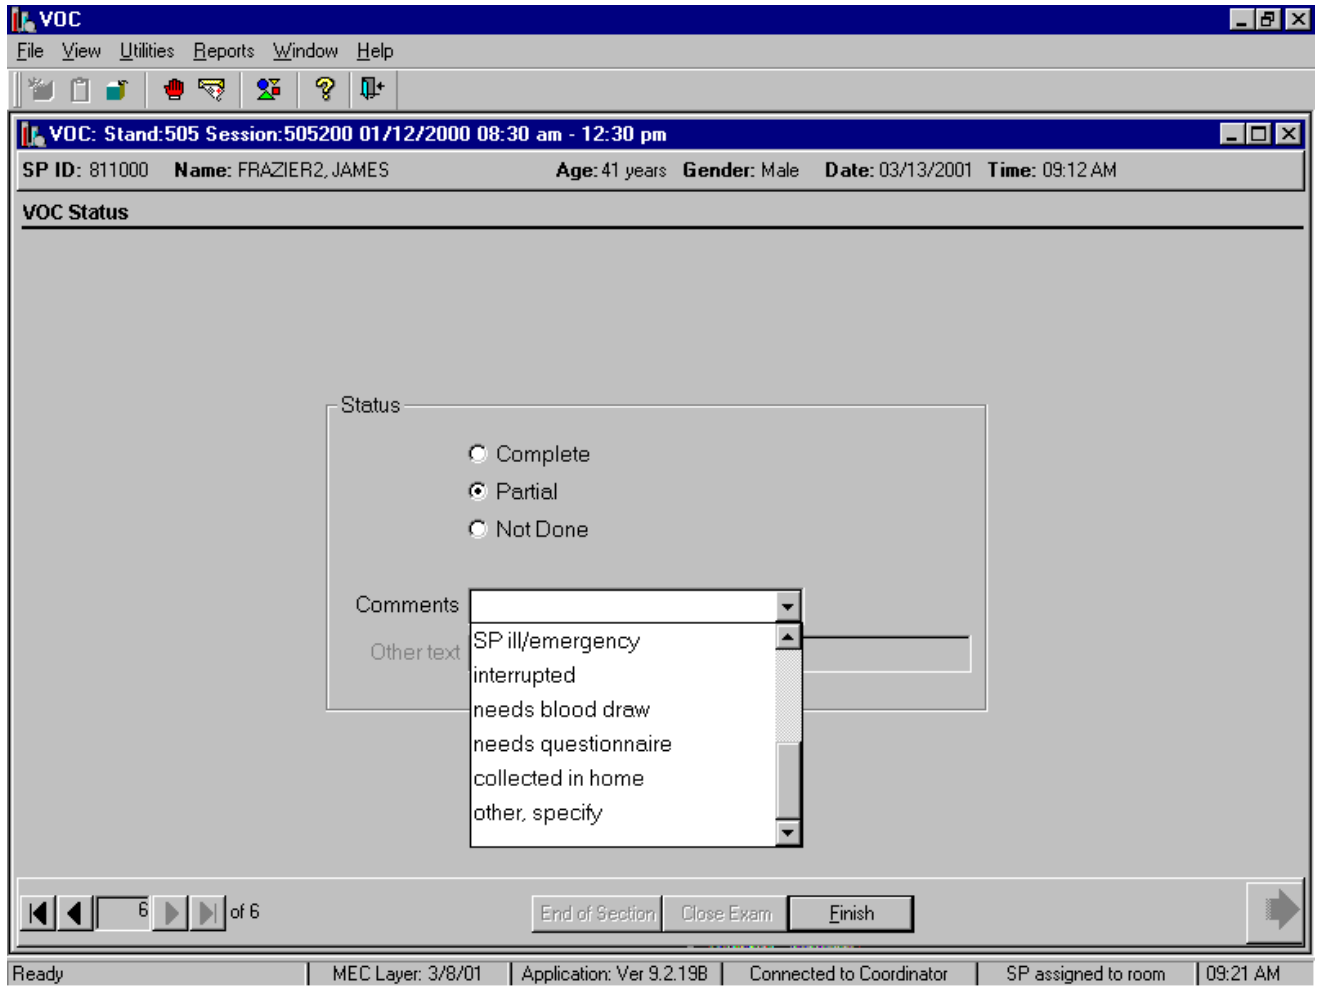 VOC
File View Utilities Reports Window Help
VOC: Stand:505 Session:505200 01/12/2000 08:30 am - 12:30 pm
SP ID: 811000 Name: FRAZIER2, JAMES Age: 41 years Gender: Male Date: 03/13/2001 Time: 09:12 AM
VOC Status
Status
Complete
Partial
Not Done
Comments
Other text
SP ill/emergency
interrupted
needs blood draw
needs questionnaire
collected in home
other, specify
6 of 6 End of Section Close Exam Finish
Ready MEC Layer: 3/8/01 Application: Ver 9.2.19B Connected to Coordinator SP assigned to room 09:21 AM